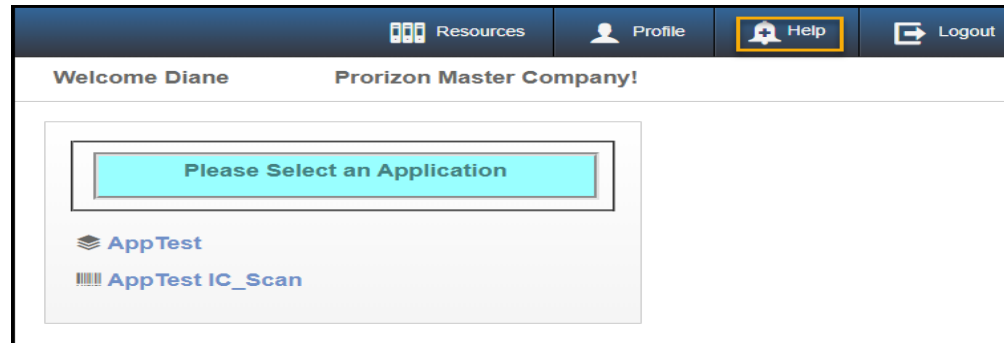 Resources Profile Help Logout
Welcome Diane Prorizon Master Company!
Please Select an Application
AppTest
AppTest IC_Scan